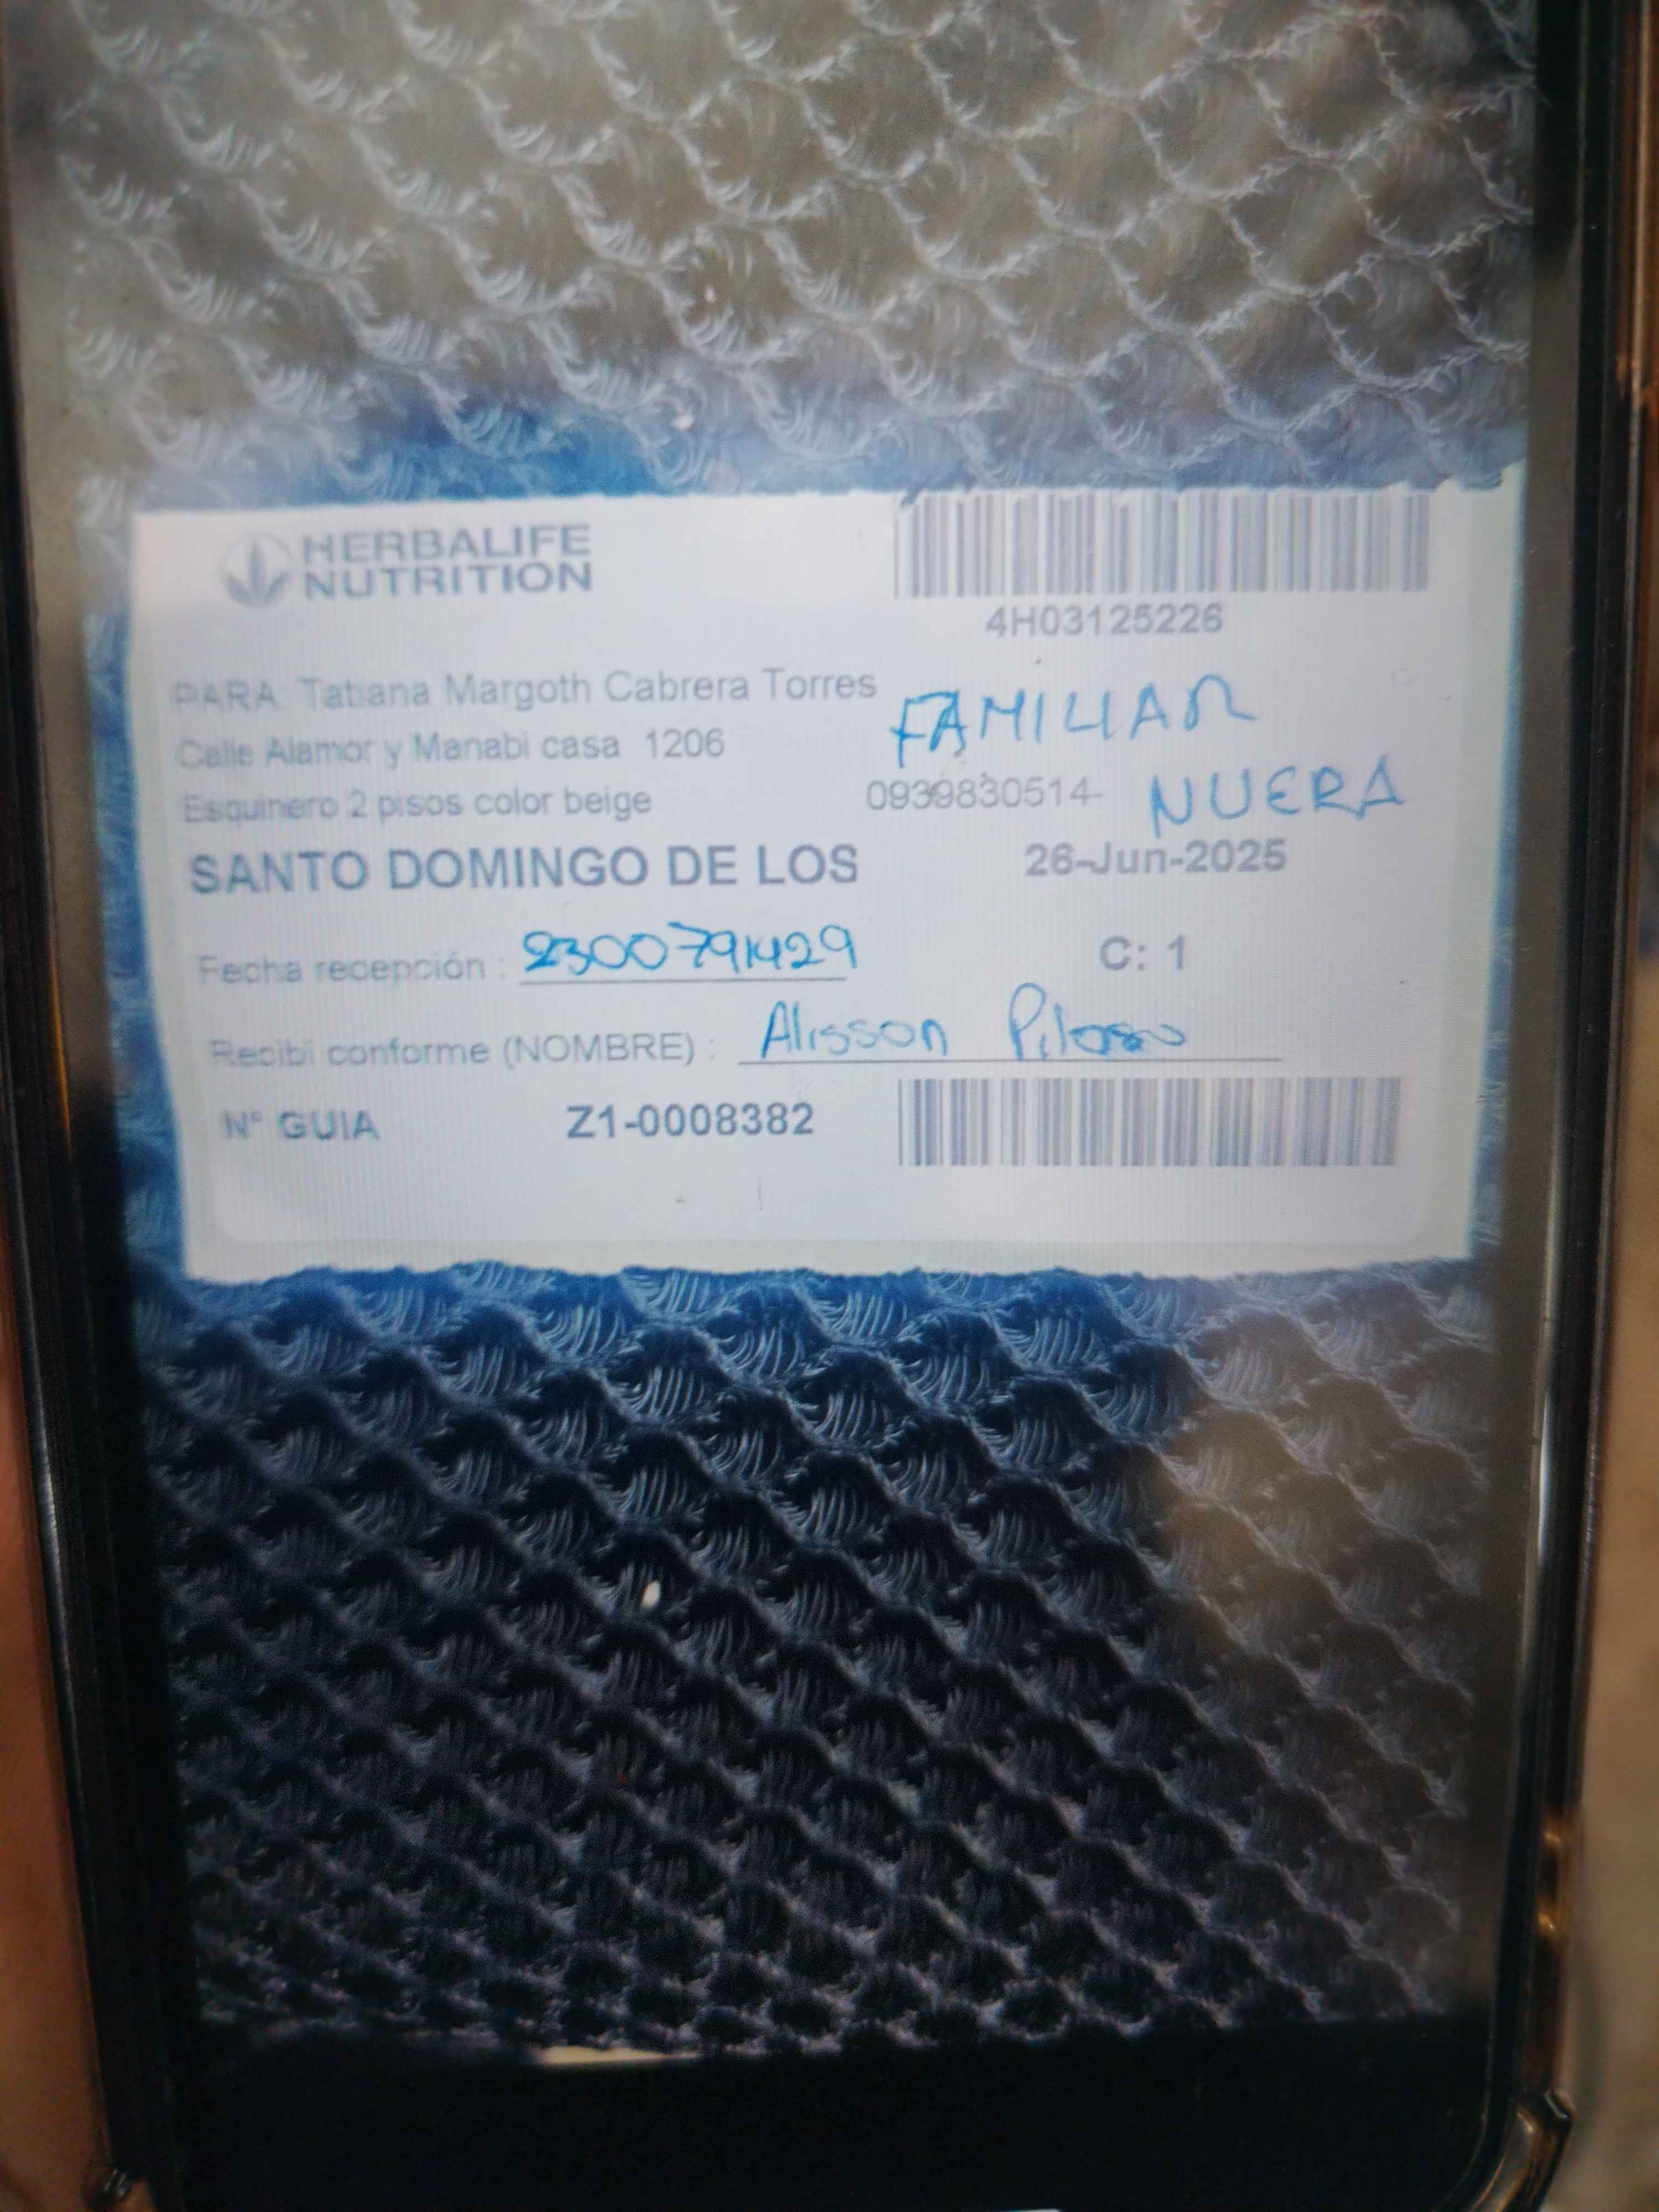 HERBALIFE
NUTRITION
4H03125226
PARA: Tatiana Margoth Cabrera Torres
FAMILIAR
Calle Alamor y Manabi casa 1206
Esquinero 2 pisos color beige
0939830514-
NUERA
SANTO DOMINGO DE LOS
26-Jun-2025
Fecha recepción : 2300791429
C: 1
Recibi conforme (NOMBRE) : Alisson
N° GUIA Z1-0008382